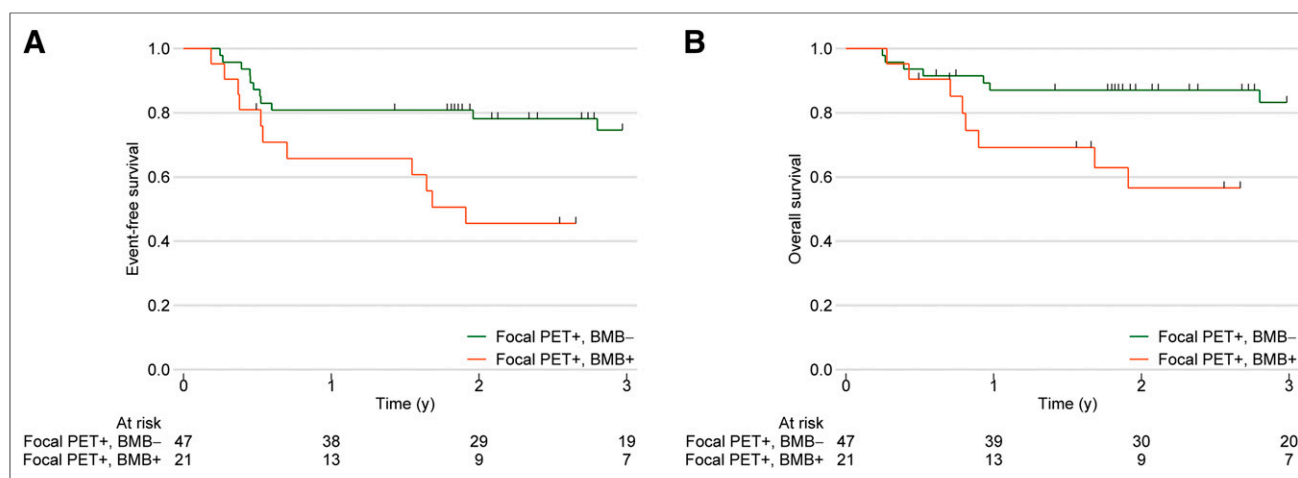 A
1.0
0.8
0.6
0.4
0.2
0.0
Event-free survival
Focal PET+, BMB–
Focal PET+, BMB+
0 1 2 3
Time (y)
At risk
Focal PET+, BMB– 47 38 29 19
Focal PET+, BMB+ 21 13 9 7
B
1.0
0.8
0.6
0.4
0.2
0.0
Overall survival
Focal PET+, BMB–
Focal PET+, BMB+
0 1 2 3
Time (y)
At risk
Focal PET+, BMB– 47 39 30 20
Focal PET+, BMB+ 21 13 9 7